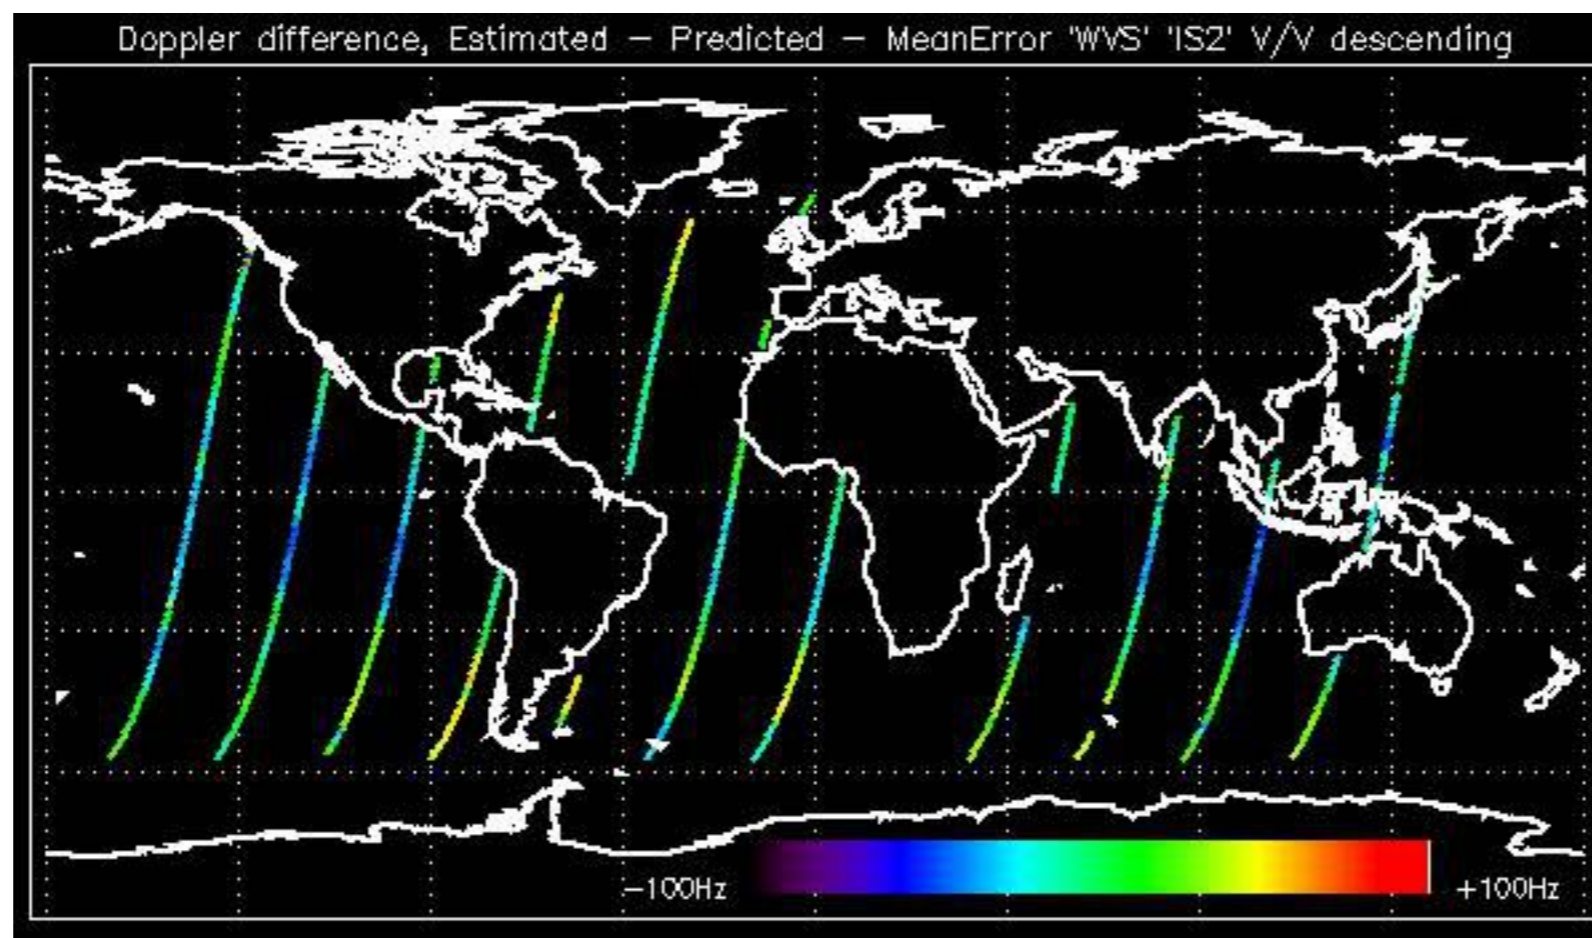 Doppler difference, Estimated – Predicted – MeanError 'WVS' 'IS2' V/V descending
-100Hz +100Hz